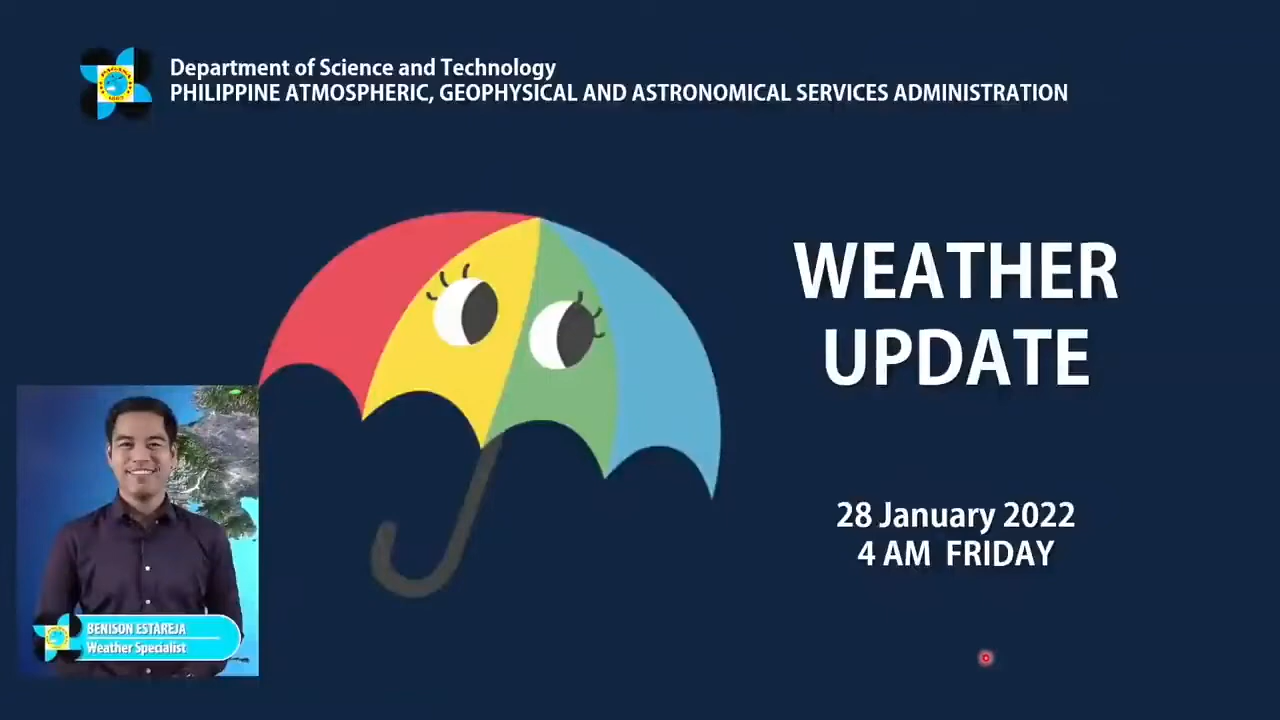 Department of Science and Technology
PHILIPPINE ATMOSPHERIC, GEOPHYSICAL AND ASTRONOMICAL SERVICES ADMINISTRATION
WEATHER
UPDATE
28 January 2022
4 AM FRIDAY
BENISON ESTAREJA
Weather Specialist